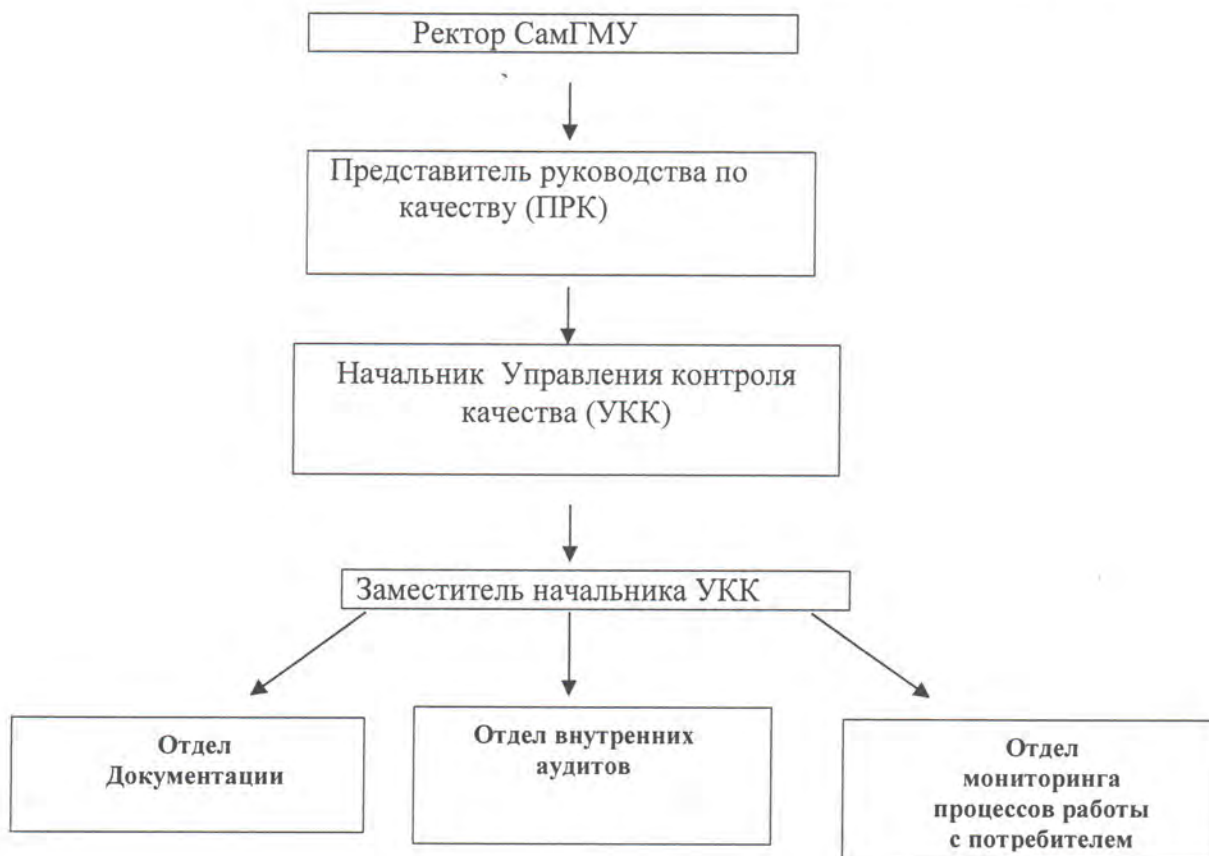 Ректор СамГМУ
Представитель руководства по
качеству (ПРК)
Начальник Управления контроля
качества (УКК)
Заместитель начальника УКК
Отдел
Документации
Отдел внутренних
аудитов
Отдел
мониторинга
процессов работы
с потребителем